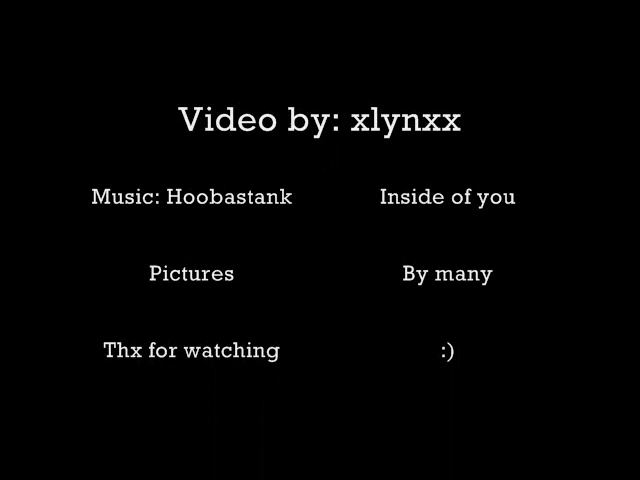 Video by: xlynxx
Music: Hoobastank Inside of you
Pictures By many
Thx for watching :)